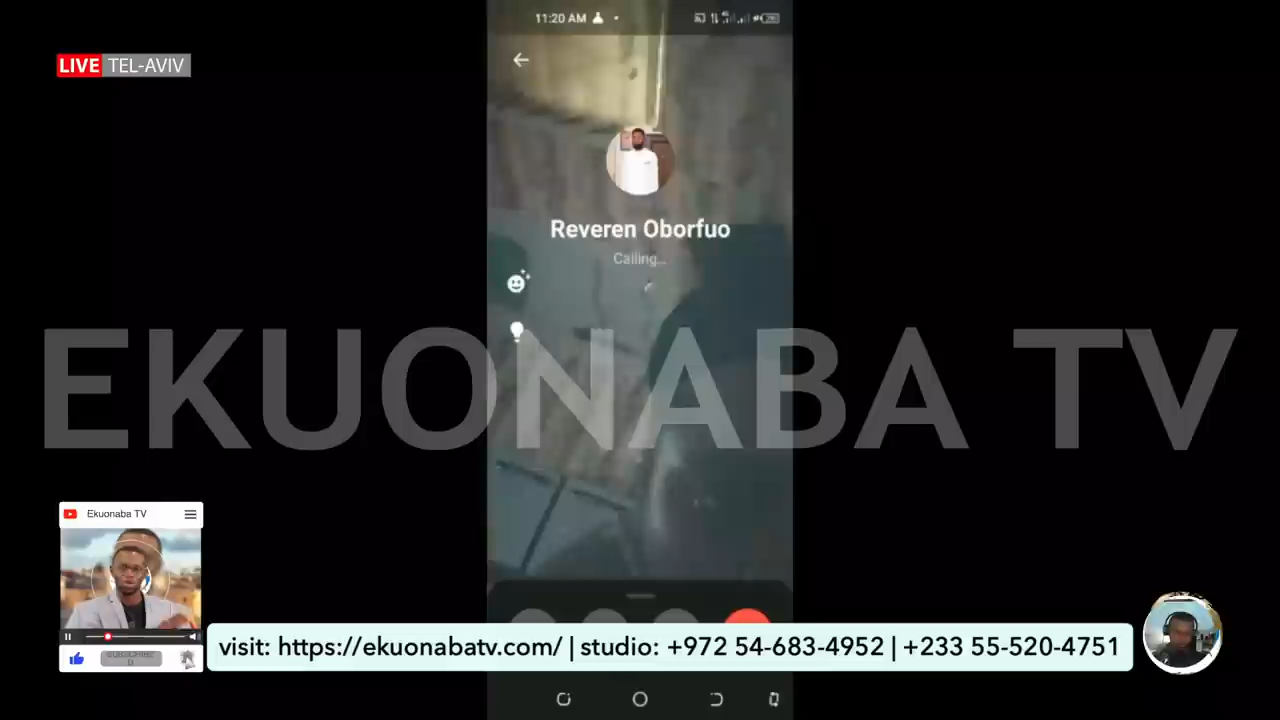 11:20 AM
LIVE TEL-AVIV
Reveren Oborfuo
Calling...
EKUONABA TV
Ekuonaba TV
visit: https://ekuonabatv.com/ | studio: +972 54-683-4952 | +233 55-520-4751